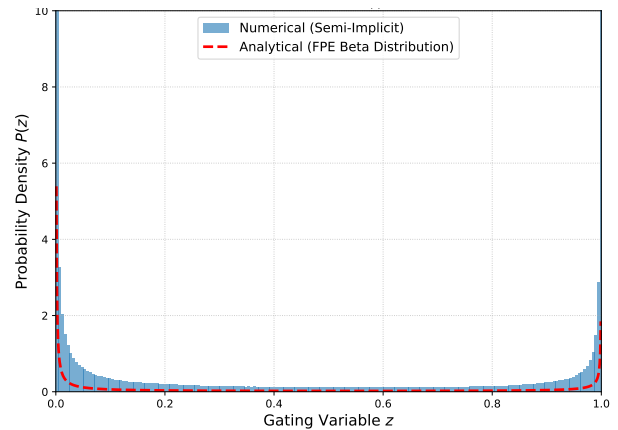 Numerical (Semi-Implicit)
Analytical (FPE Beta Distribution)
Probability Density P(z)
10
8
6
4
2
0
0.0 0.2 0.4 0.6 0.8 1.0
Gating Variable z